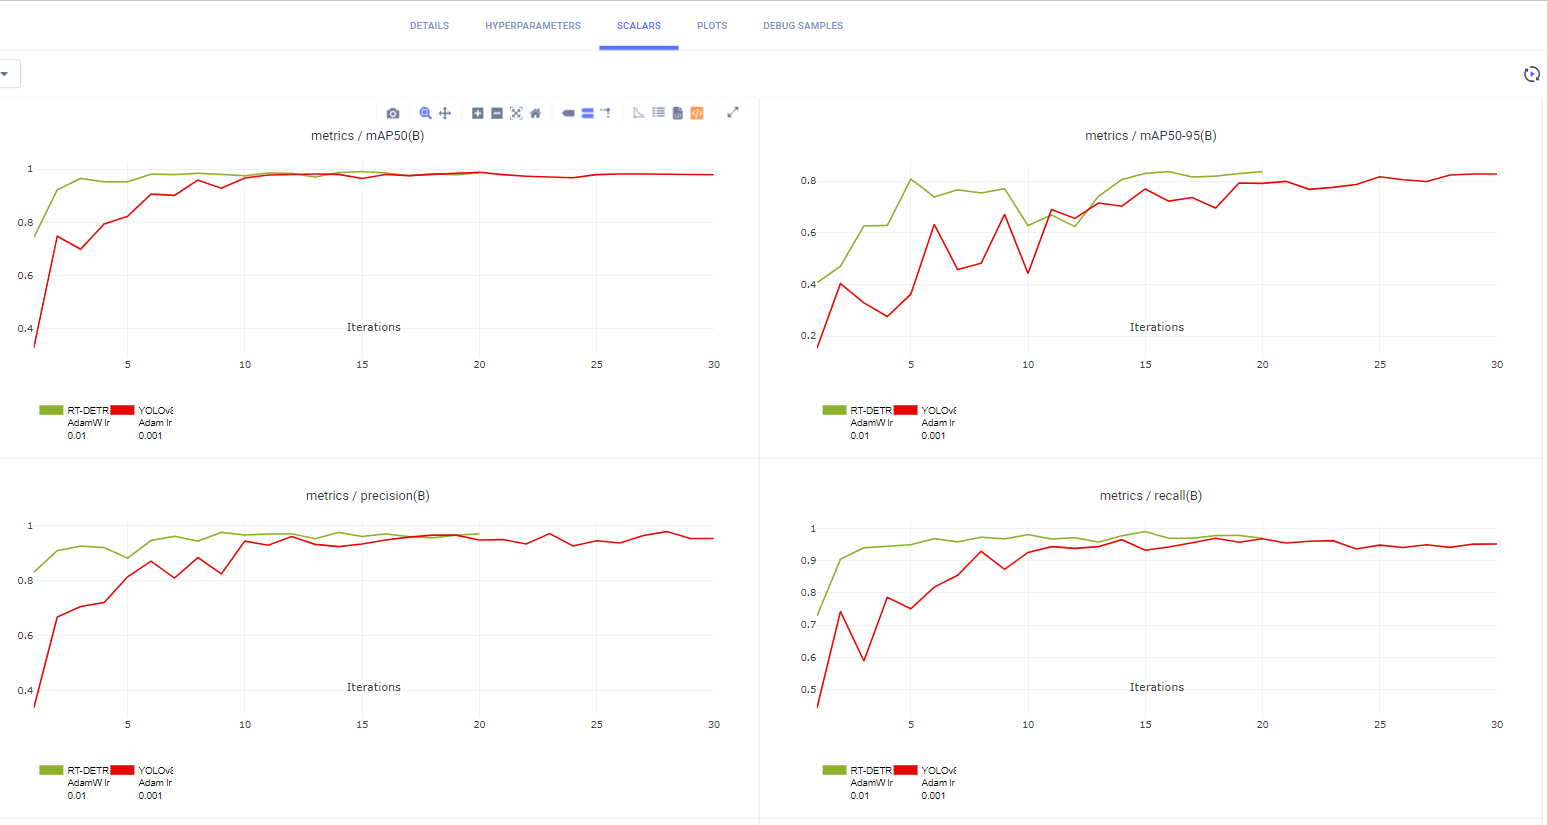 DETAILS HYPERPARAMETERS SCALARS PLOTS DEBUG SAMPLES
metrics / mAP50(B)
1
0.8
0.6
0.4
Iterations
5 10 15 20 25 30
RT-DETR YOLOv8
AdamW lr Adam lr
0.01 0.001
metrics / mAP50-95(B)
0.8
0.6
0.4
0.2
Iterations
5 10 15 20 25 30
RT-DETR YOLOv8
AdamW lr Adam lr
0.01 0.001
metrics / precision(B)
1
0.8
0.6
0.4
Iterations
5 10 15 20 25 30
RT-DETR YOLOv8
AdamW lr Adam lr
0.01 0.001
metrics / recall(B)
1
0.9
0.8
0.7
0.6
0.5
Iterations
5 10 15 20 25 30
RT-DETR YOLOv8
AdamW lr Adam lr
0.01 0.001